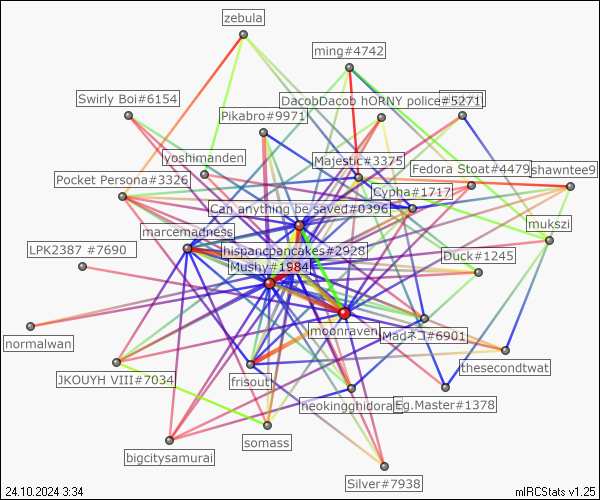 zebula
ming#4742
Swirly Boi#6154
DacobDacob hORNY police#5271
Pikabro#9971
yoshimanden
Majestic#3375
Fedora Stoat#4479
shawntee9
Pocket Persona#3326
Cypha#1717
Can anything be saved#0396
mukszi
marcemadness
LPK2387 #7690
hispancpancakes#2928
Duck#1245
Mushy#1984
moonraven
Madネコ#6901
normalwan
thesecondtwat
JKOUYH VIII#7034
frisout
neokingghidora
Eg.Master#1378
somass
bigcitysamurai
Silver#7938
24.10.2024 3:34
mIRCStats v1.25